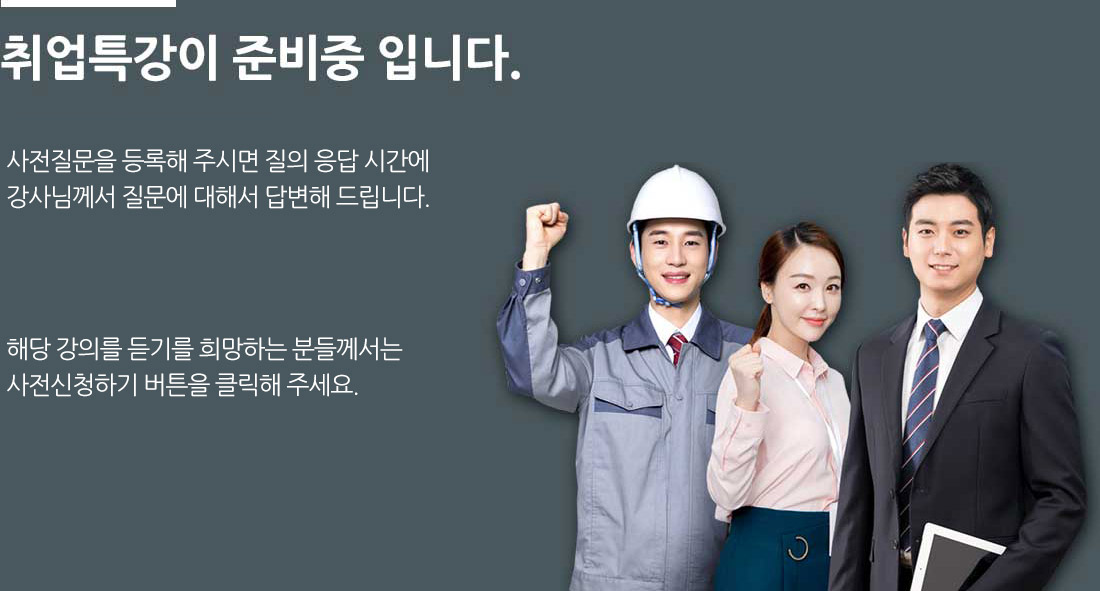 취업특강이 준비중 입니다.
사전질문을 등록해 주시면 질의 응답 시간에
강사님께서 질문에 대해서 답변해 드립니다.
해당 강의를 듣기를 희망하는 분들께서는
사전신청하기 버튼을 클릭해 주세요.